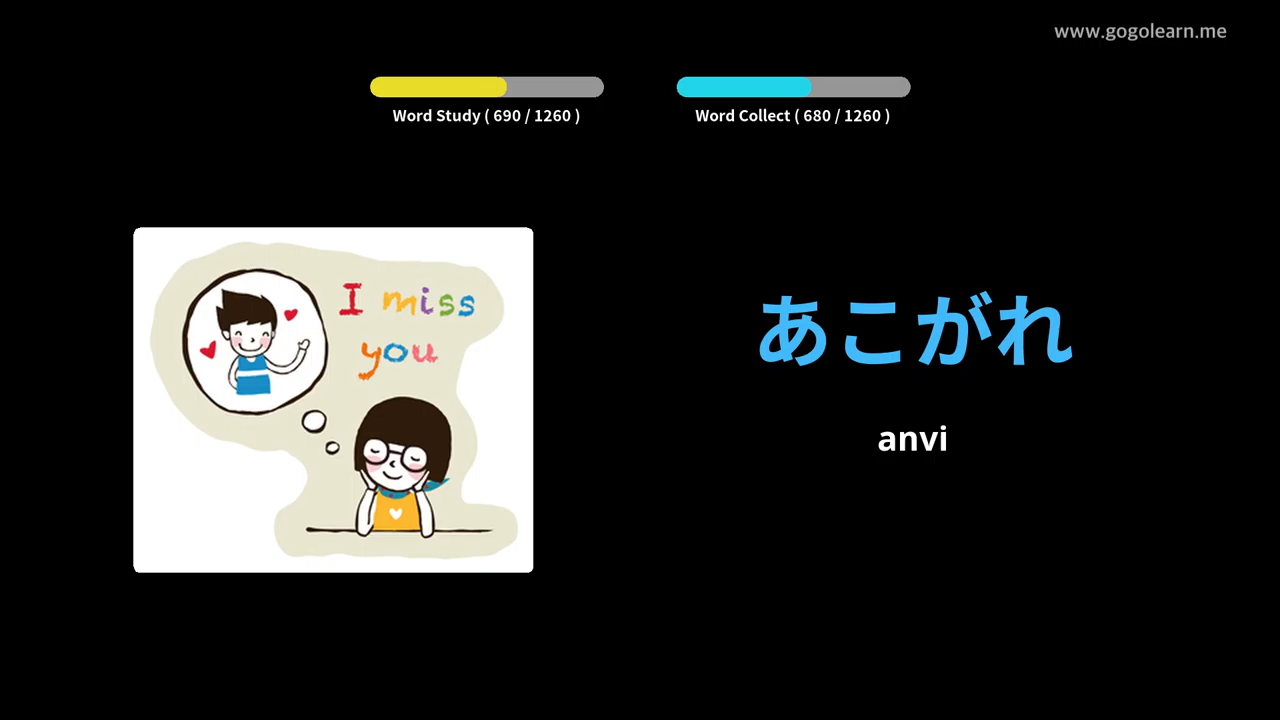 www.gogolearn.me
Word Study ( 690 / 1260 )
Word Collect ( 680 / 1260 )
I miss
you
あこがれ
anvi